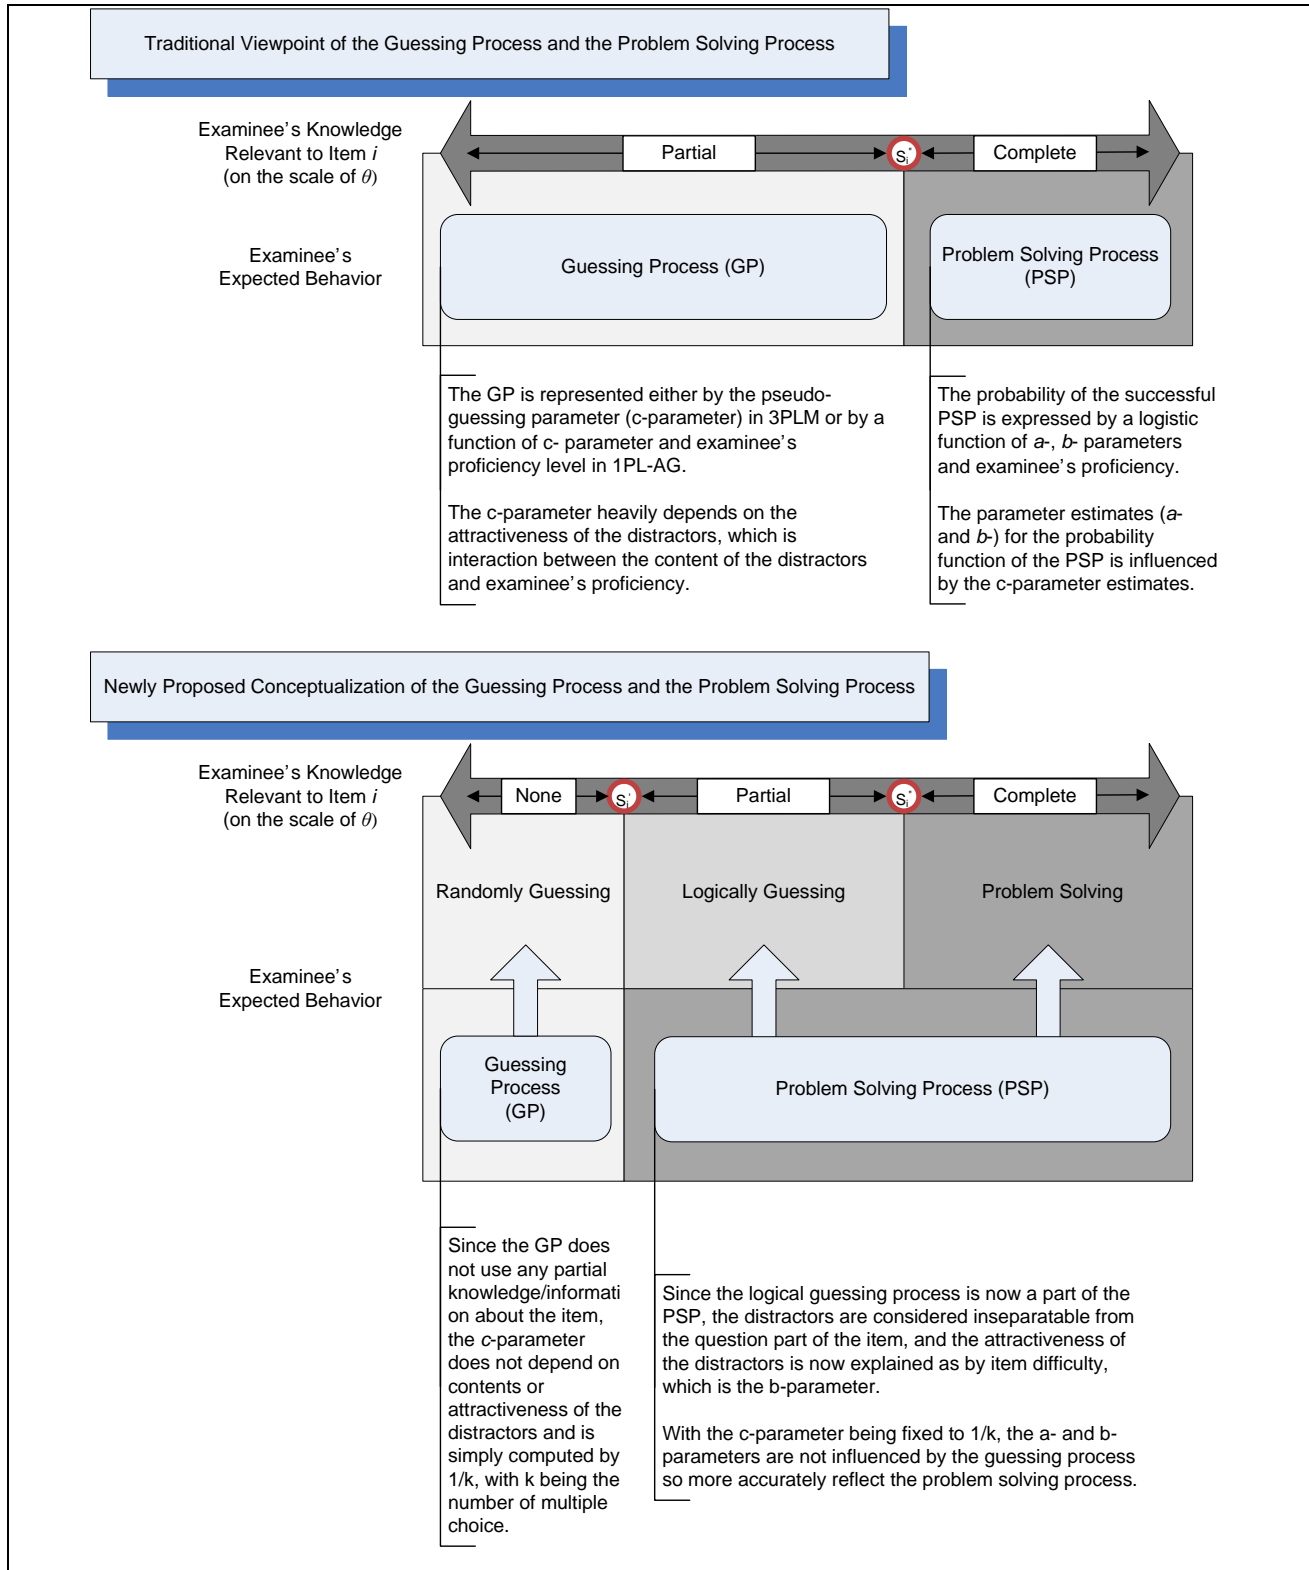 Traditional Viewpoint of the Guessing Process and the Problem Solving Process
Examinee's Knowledge
Relevant to Item i
(on the scale of θ)
Partial
Si*
Complete
Examinee's
Expected Behavior
Guessing Process (GP)
Problem Solving Process
(PSP)
The GP is represented either by the pseudo-
guessing parameter (c-parameter) in 3PLM or by a
function of c- parameter and examinee's
proficiency level in 1PL-AG.
The c-parameter heavily depends on the
attractiveness of the distractors, which is
interaction between the content of the distractors
and examinee's proficiency.
The probability of the successful
PSP is expressed by a logistic
function of a-, b- parameters
and examinee's proficiency.
The parameter estimates (a-
and b-) for the probability
function of the PSP is influenced
by the c-parameter estimates.
Newly Proposed Conceptualization of the Guessing Process and the Problem Solving Process
Examinee's Knowledge
Relevant to Item i
(on the scale of θ)
None
Si'
Partial
Si*
Complete
Randomly Guessing
Logically Guessing
Problem Solving
Examinee's
Expected Behavior
Guessing
Process
(GP)
Problem Solving Process (PSP)
Since the GP does
not use any partial
knowledge/informati
on about the item,
the c-parameter
does not depend on
contents or
attractiveness of the
distractors and is
simply computed by
1/k, with k being the
number of multiple
choice.
Since the logical guessing process is now a part of the
PSP, the distractors are considered inseparatable from
the question part of the item, and the attractiveness of
the distractors is now explained as by item difficulty,
which is the b-parameter.
With the c-parameter being fixed to 1/k, the a- and b-
parameters are not influenced by the guessing process
so more accurately reflect the problem solving process.